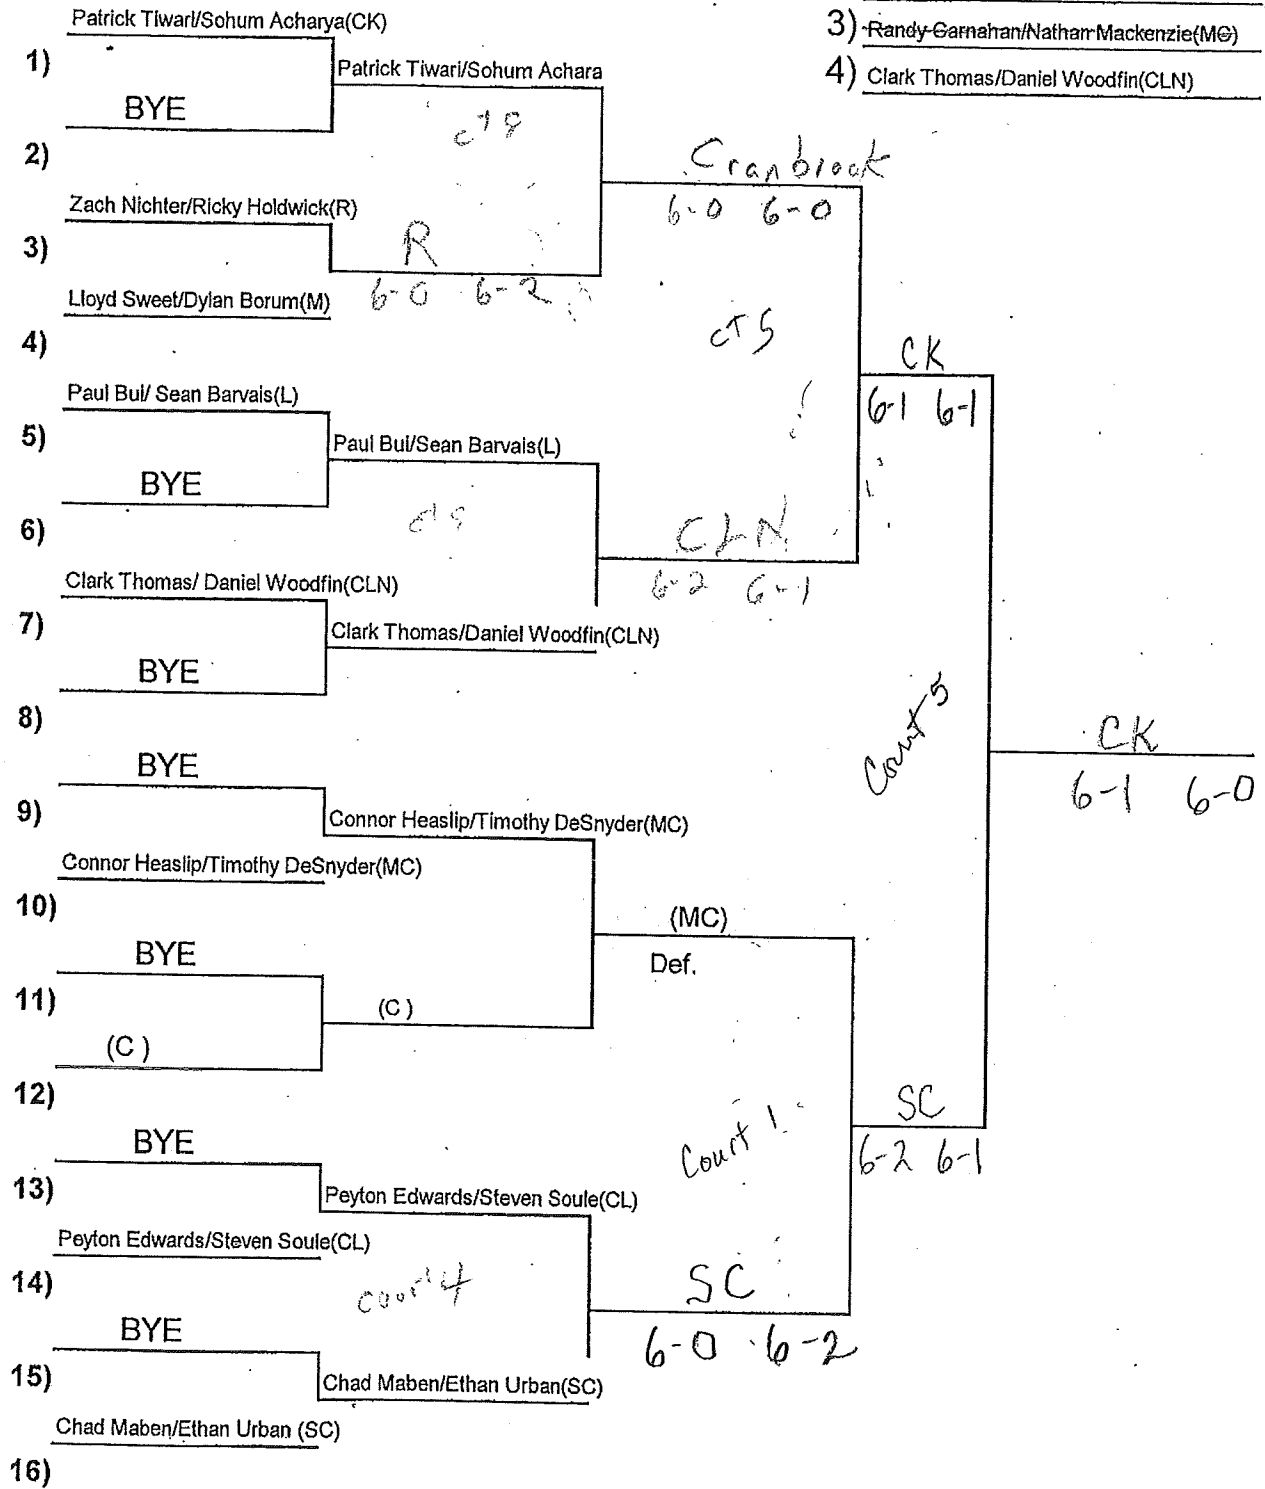 Patrick Tiwari/Sohum Acharya(CK)
3) Randy Garnahan/Nathan Mackenzie(MC)
1)
Patrick Tiwari/Sohum Achara
4) Clark Thomas/Daniel Woodfin(CLN)
BYE
ct 8
2)
Cranbrook
6-0 6-0
Zach Nichter/Ricky Holdwick(R)
3)
R
6-0 6-2
Lloyd Sweet/Dylan Borum(M)
4)
CT 5
CK
6-1 6-1
Paul Bui/ Sean Barvais(L)
5)
Paul Bui/Sean Barvais(L)
BYE
6)
CLN
6-2 6-1
Clark Thomas/ Daniel Woodfin(CLN)
7)
Clark Thomas/Daniel Woodfin(CLN)
BYE
8)
Court 5
CK
6-1 6-0
BYE
9)
Connor Heaslip/Timothy DeSnyder(MC)
Connor Heaslip/Timothy DeSnyder(MC)
10)
(MC)
Def.
BYE
11)
(C )
(C )
12)
SC
6-2 6-1
Court 1
BYE
13)
Peyton Edwards/Steven Soule(CL)
Peyton Edwards/Steven Soule(CL)
14)
Court 4
SC
6-0 6-2
BYE
15)
Chad Maben/Ethan Urban(SC)
Chad Maben/Ethan Urban (SC)
16)